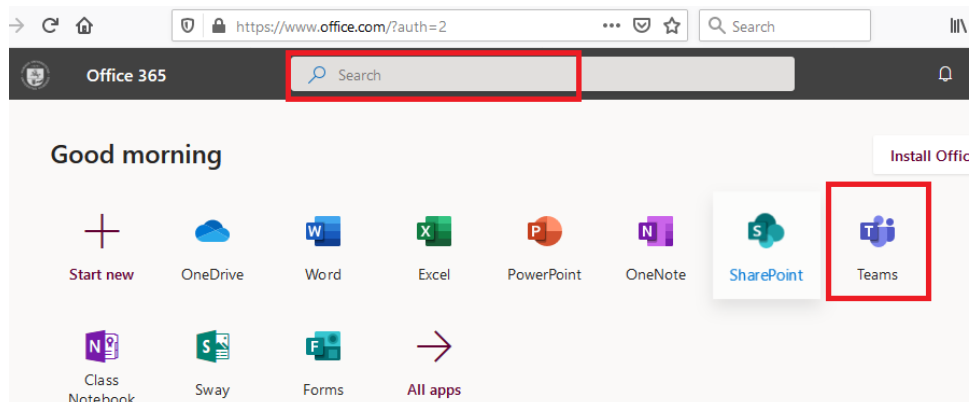 https://www.office.com/?auth=2
Search
Office 365
Search
Good morning
Install Offic
Start new
OneDrive
Word
Excel
PowerPoint
OneNote
SharePoint
Teams
Class
Notebook
Sway
Forms
All apps